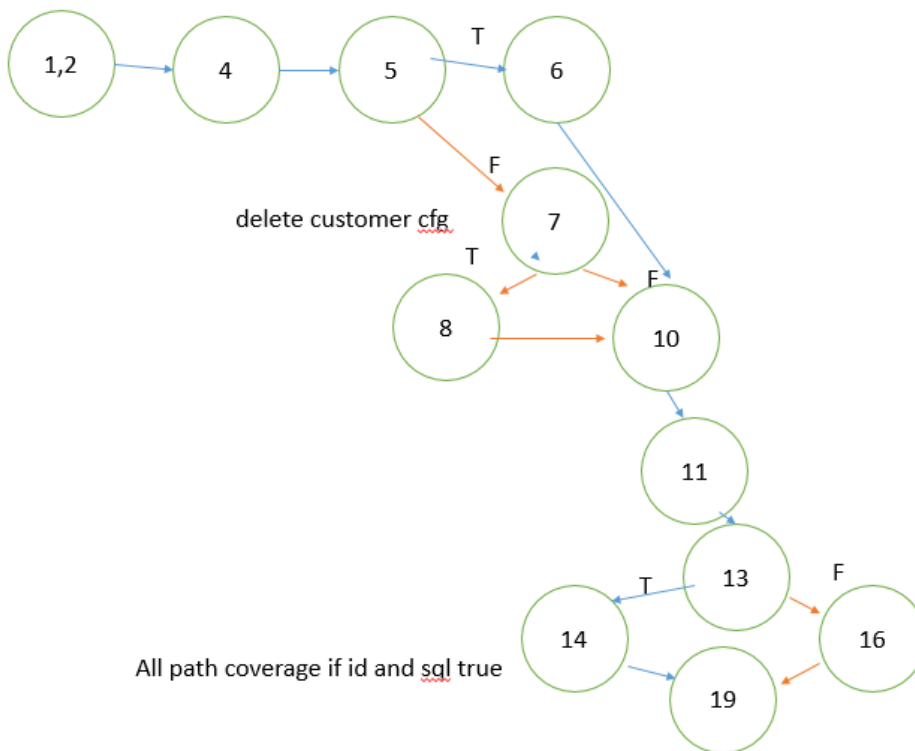 1,2
4
5
T
6
F
7
delete customer cfg
T
F
8
10
11
13
T
F
14
16
All path coverage if id and sql true
19